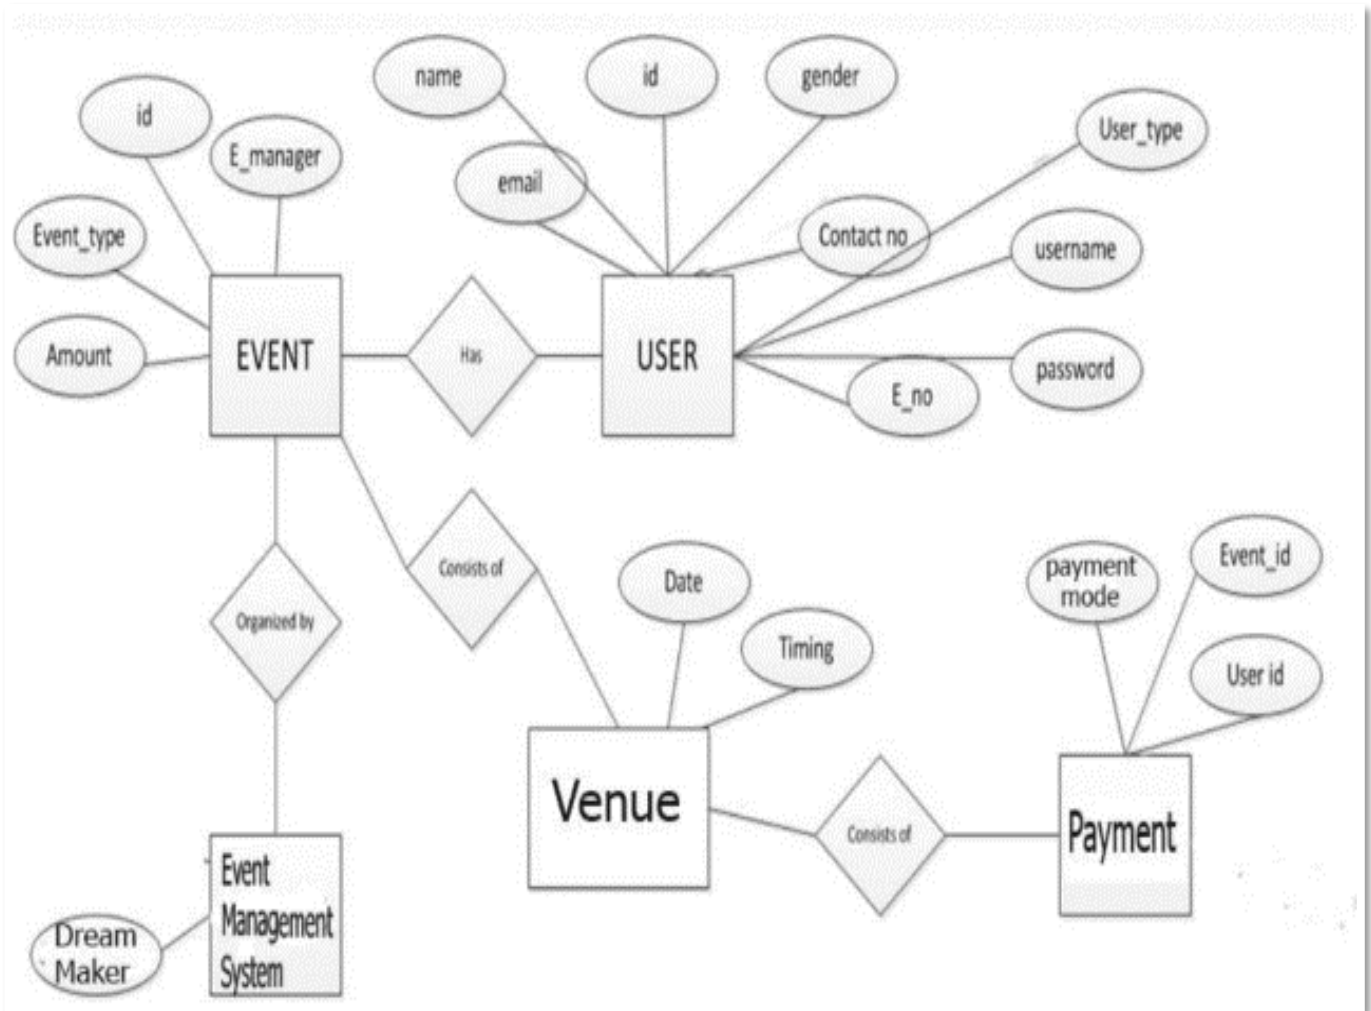 name
id
gender
id
E_manager
User_type
email
Event_type
Contact no
username
Amount
EVENT
Has
USER
password
E_no
Consists of
Date
payment
mode
Event_id
Organized by
Timing
User id
Venue
Consists of
Payment
Event
Management
System
Dream
Maker